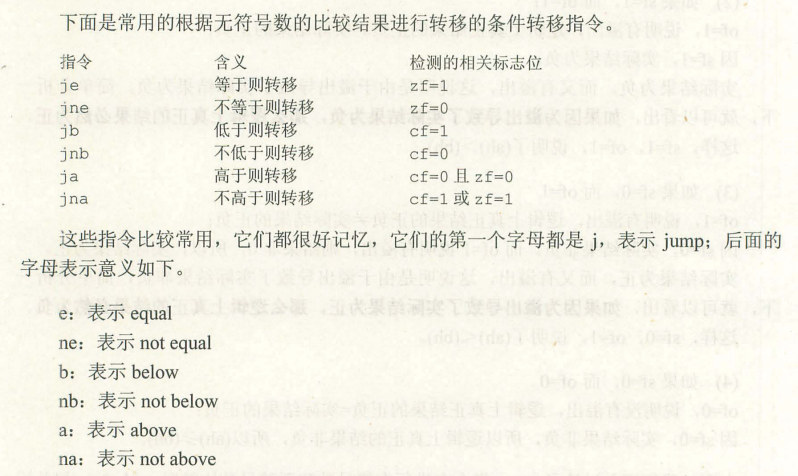 下面是常用的根据无符号数的比较结果进行转移的条件转移指令。
指令 含义 检测的相关标志位
je 等于则转移 zf=1
jne 不等于则转移 zf=0
jb 低于则转移 cf=1
jnb 不低于则转移 cf=0
ja 高于则转移 cf=0 且 zf=0
jna 不高于则转移 cf=1 或 zf=1
这些指令比较常用，它们都很好记忆，它们的第一个字母都是 j，表示 jump；后面的
字母表示意义如下。
e：表示 equal
ne：表示 not equal
b：表示 below
nb：表示 not below
a：表示 above
na：表示 not above